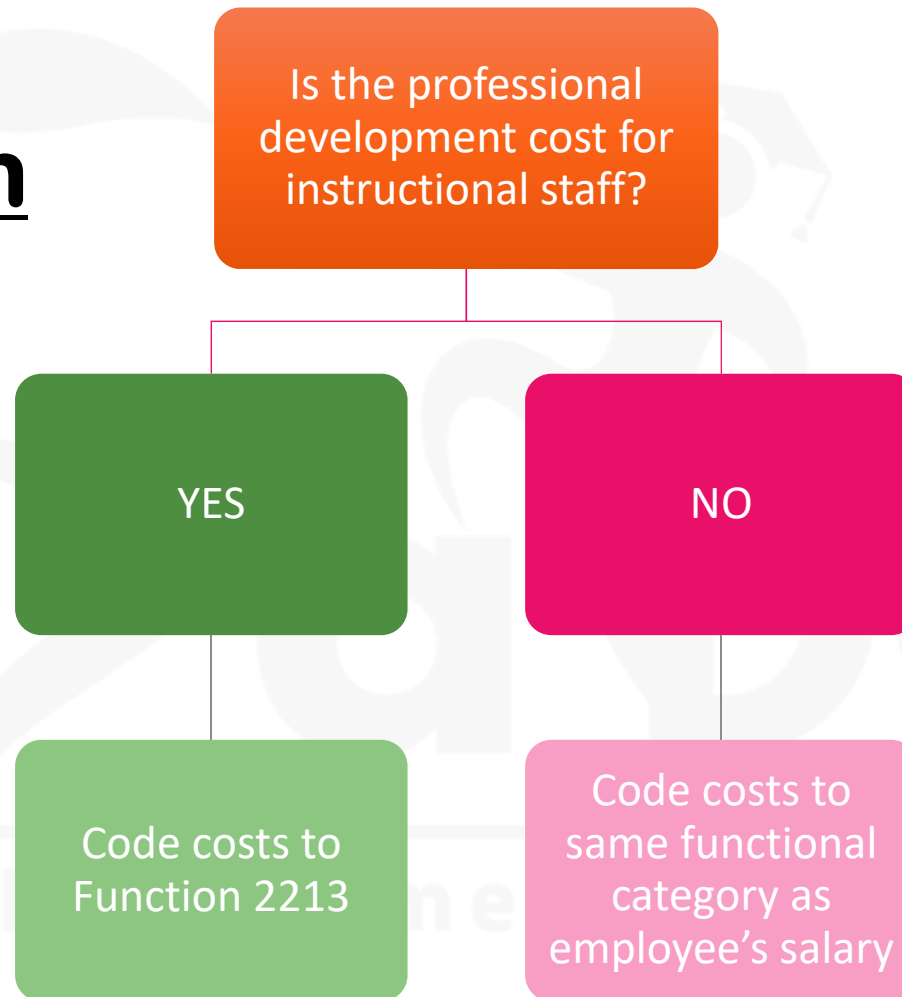 Is the professional
development cost for
instructional staff?
YES
NO
Code costs to
Function 2213
Code costs to
same functional
category as
employee’s salary